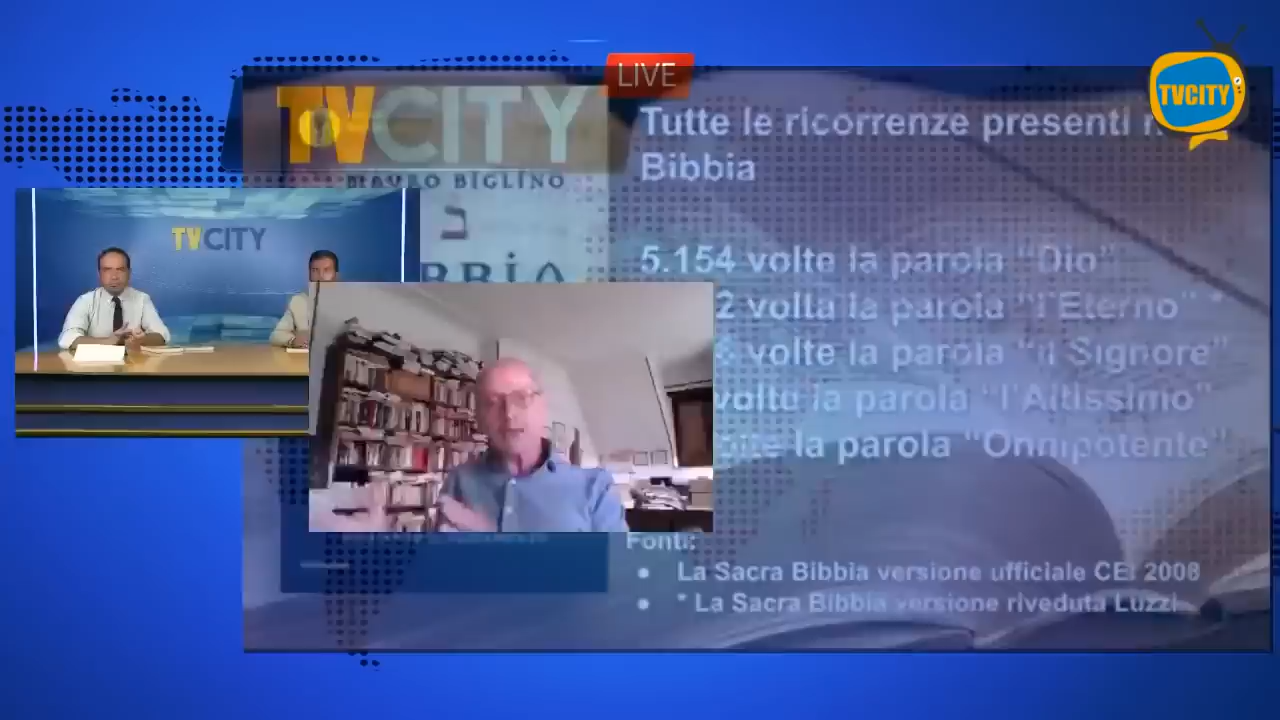 LIVE
TVCITY
TVCITY
MAURO BIGLINO
TVCITY
Tutte le ricorrenze presenti
Bibbia
5.154 volte la parola "Dio"
volta la parola "l'Eterno" *
volte la parola "il Signore"
volte la parola "l'Altissimo"
la parola "Onnipotente"
Fonti:
• La Sacra Bibbia versione ufficiale CEI 2008
• * La Sacra Bibbia versione riveduta Luzzi